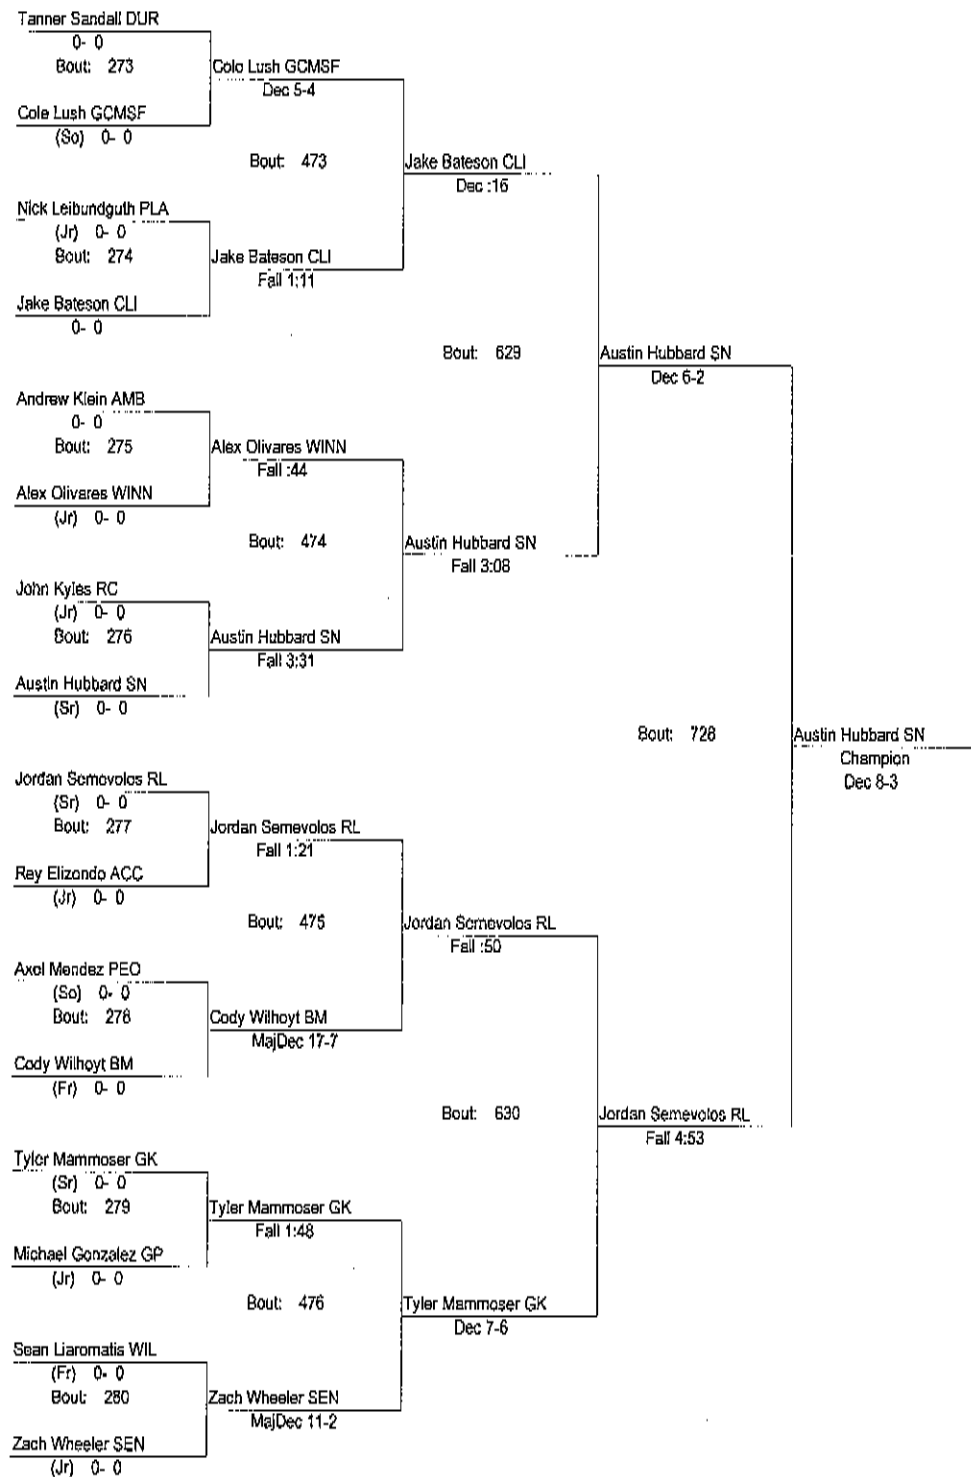 Tanner Sandall DUR
0- 0
Bout: 273
Cole Lush GCMSF
Dec 5-4
Cole Lush GCMSF
(So) 0- 0
Bout: 473
Jake Bateson CLI
Dec :16
Nick Leibundguth PLA
(Jr) 0- 0
Bout: 274
Jake Bateson CLI
Fall 1:11
Jake Bateson CLI
0- 0
Bout: 629
Austin Hubbard SN
Dec 6-2
Andrew Klein AMB
0- 0
Bout: 275
Alex Olivares WINN
Fall :44
Alex Olivares WINN
(Jr) 0- 0
Bout: 474
Austin Hubbard SN
Fall 3:08
John Kyles RC
(Jr) 0- 0
Bout: 276
Austin Hubbard SN
Fall 3:31
Austin Hubbard SN
(Sr) 0- 0
Bout: 728
Austin Hubbard SN
Champion
Dec 8-3
Jordan Semevolos RL
(Sr) 0- 0
Bout: 277
Jordan Semevolos RL
Fall 1:21
Rey Elizondo ACC
(Jr) 0- 0
Bout: 475
Jordan Semevolos RL
Fall :50
Axel Mendez PEO
(So) 0- 0
Bout: 278
Cody Wilhoyt BM
MajDec 17-7
Cody Wilhoyt BM
(Fr) 0- 0
Bout: 630
Jordan Semevolos RL
Fall 4:53
Tyler Mammoser GK
(Sr) 0- 0
Bout: 279
Tyler Mammoser GK
Fall 1:48
Michael Gonzalez GP
(Jr) 0- 0
Bout: 476
Tyler Mammoser GK
Dec 7-6
Sean Liaromatis WIL
(Fr) 0- 0
Bout: 280
Zach Wheeler SEN
MajDec 11-2
Zach Wheeler SEN
(Jr) 0- 0